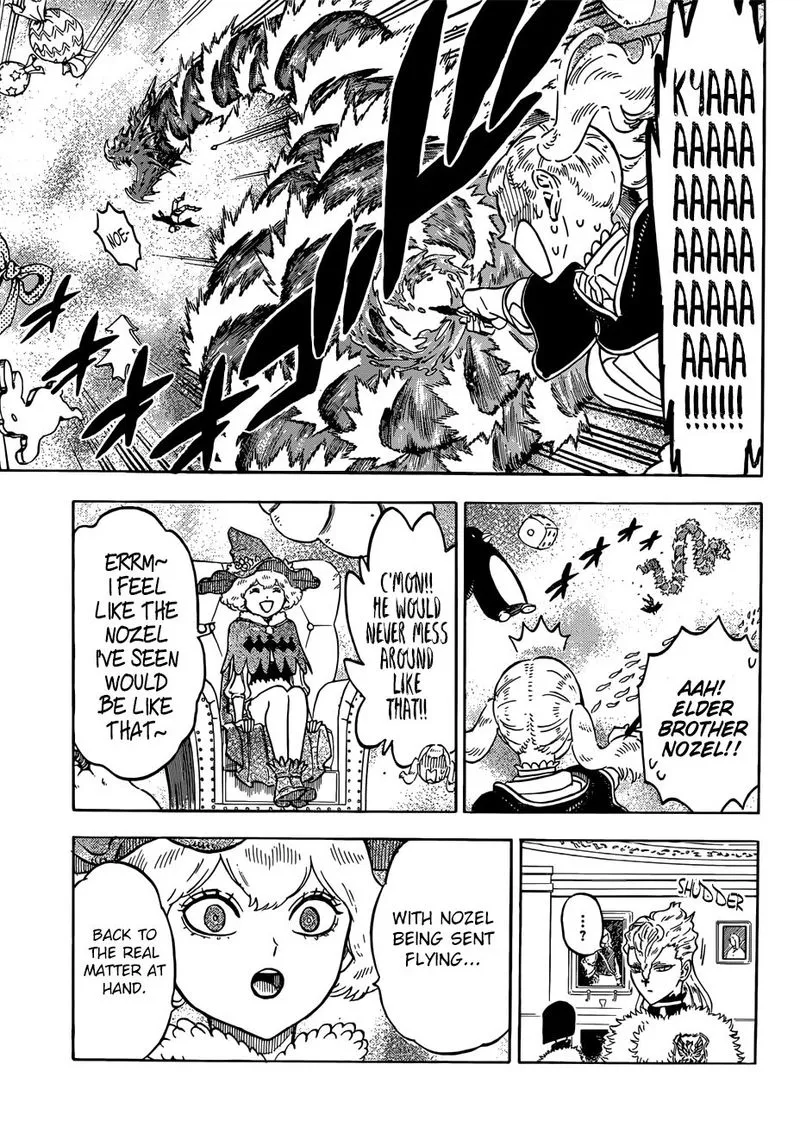 KYAAA
AAAAA
AAAAA
AAAAA
AAAAA
AAAA
!!!!!!!
NOE-
AAH!
ELDER
BROTHER
NOZEL!!
C'MON!!
HE WOULD
NEVER MESS
AROUND
LIKE
THAT!!
ERRM~
I FEEL
LIKE THE
NOZEL
I'VE SEEN
WOULD
BE LIKE
THAT~
SHUDDER
....?
WITH NOZEL
BEING SENT
FLYING...
BACK TO
THE REAL
MATTER AT
HAND.